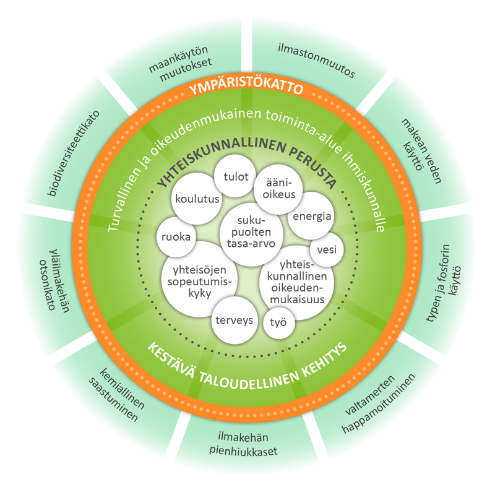 ilmastonmuutos
makean veden
käyttö
typen ja fosforin
käyttö
valtamerten
happamoituminen
ilmakehän
pienhiukkaset
kemiallinen
saastuminen
yläilmakehän
otsonikato
biodiversiteettikato
maankäytön
muutokset
YMPÄRISTÖKATTO
Turvallinen ja oikeudenmukainen toiminta-alue ihmiskunnalle
YHTEISKUNNALLINEN PERUSTA
tulot
ääni-
oikeus
koulutus
energia
suku-
puolten
tasa-arvo
ruoka
vesi
yhteisöjen
sopeutumis-
kyky
yhteis-
kunnallinen
oikeuden-
mukaisuus
terveys
työ
KESTÄVÄ TALOUDELLINEN KEHITYS